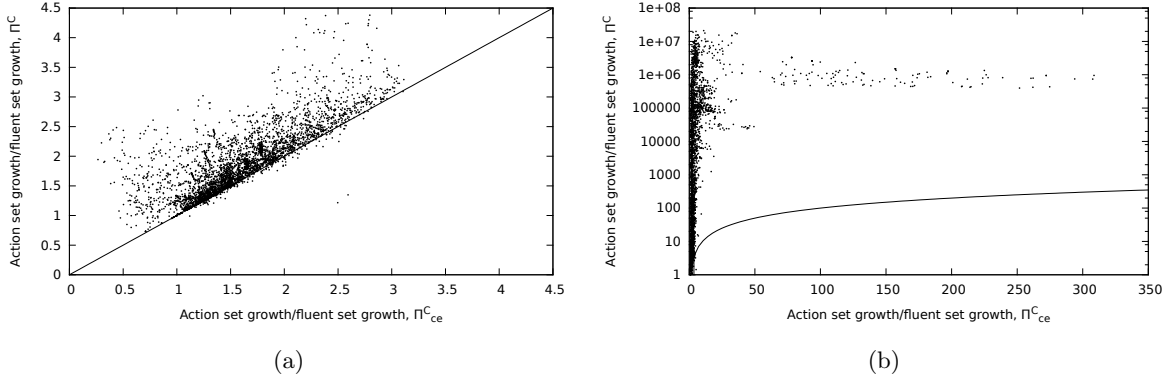 Action set growth/fluent set growth, Π^C
4.5
4
3.5
3
2.5
2
1.5
1
0.5
0
0 0.5 1 1.5 2 2.5 3 3.5 4 4.5
Action set growth/fluent set growth, Π^C_ce
(a)
Action set growth/fluent set growth, Π^C
1e+08
1e+07
1e+06
100000
10000
1000
100
10
1
0 50 100 150 200 250 300 350
Action set growth/fluent set growth, Π^C_ce
(b)